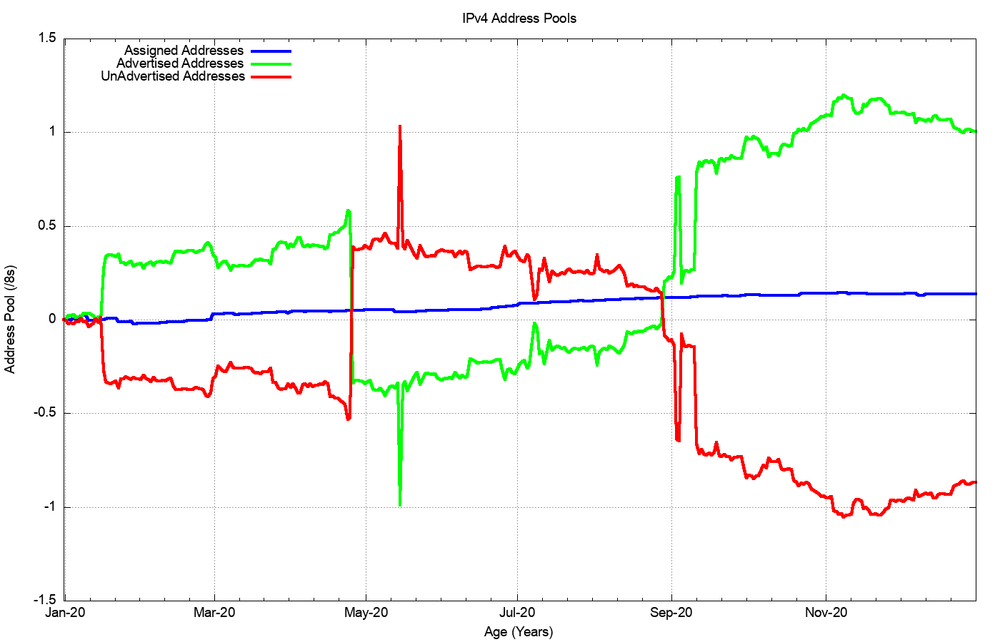 IPv4 Address Pools
1.5
Assigned Addresses
Advertised Addresses
UnAdvertised Addresses
1
0.5
0
-0.5
-1
-1.5
Address Pool (/8s)
Jan-20 Mar-20 May-20 Jul-20 Sep-20 Nov-20
Age (Years)